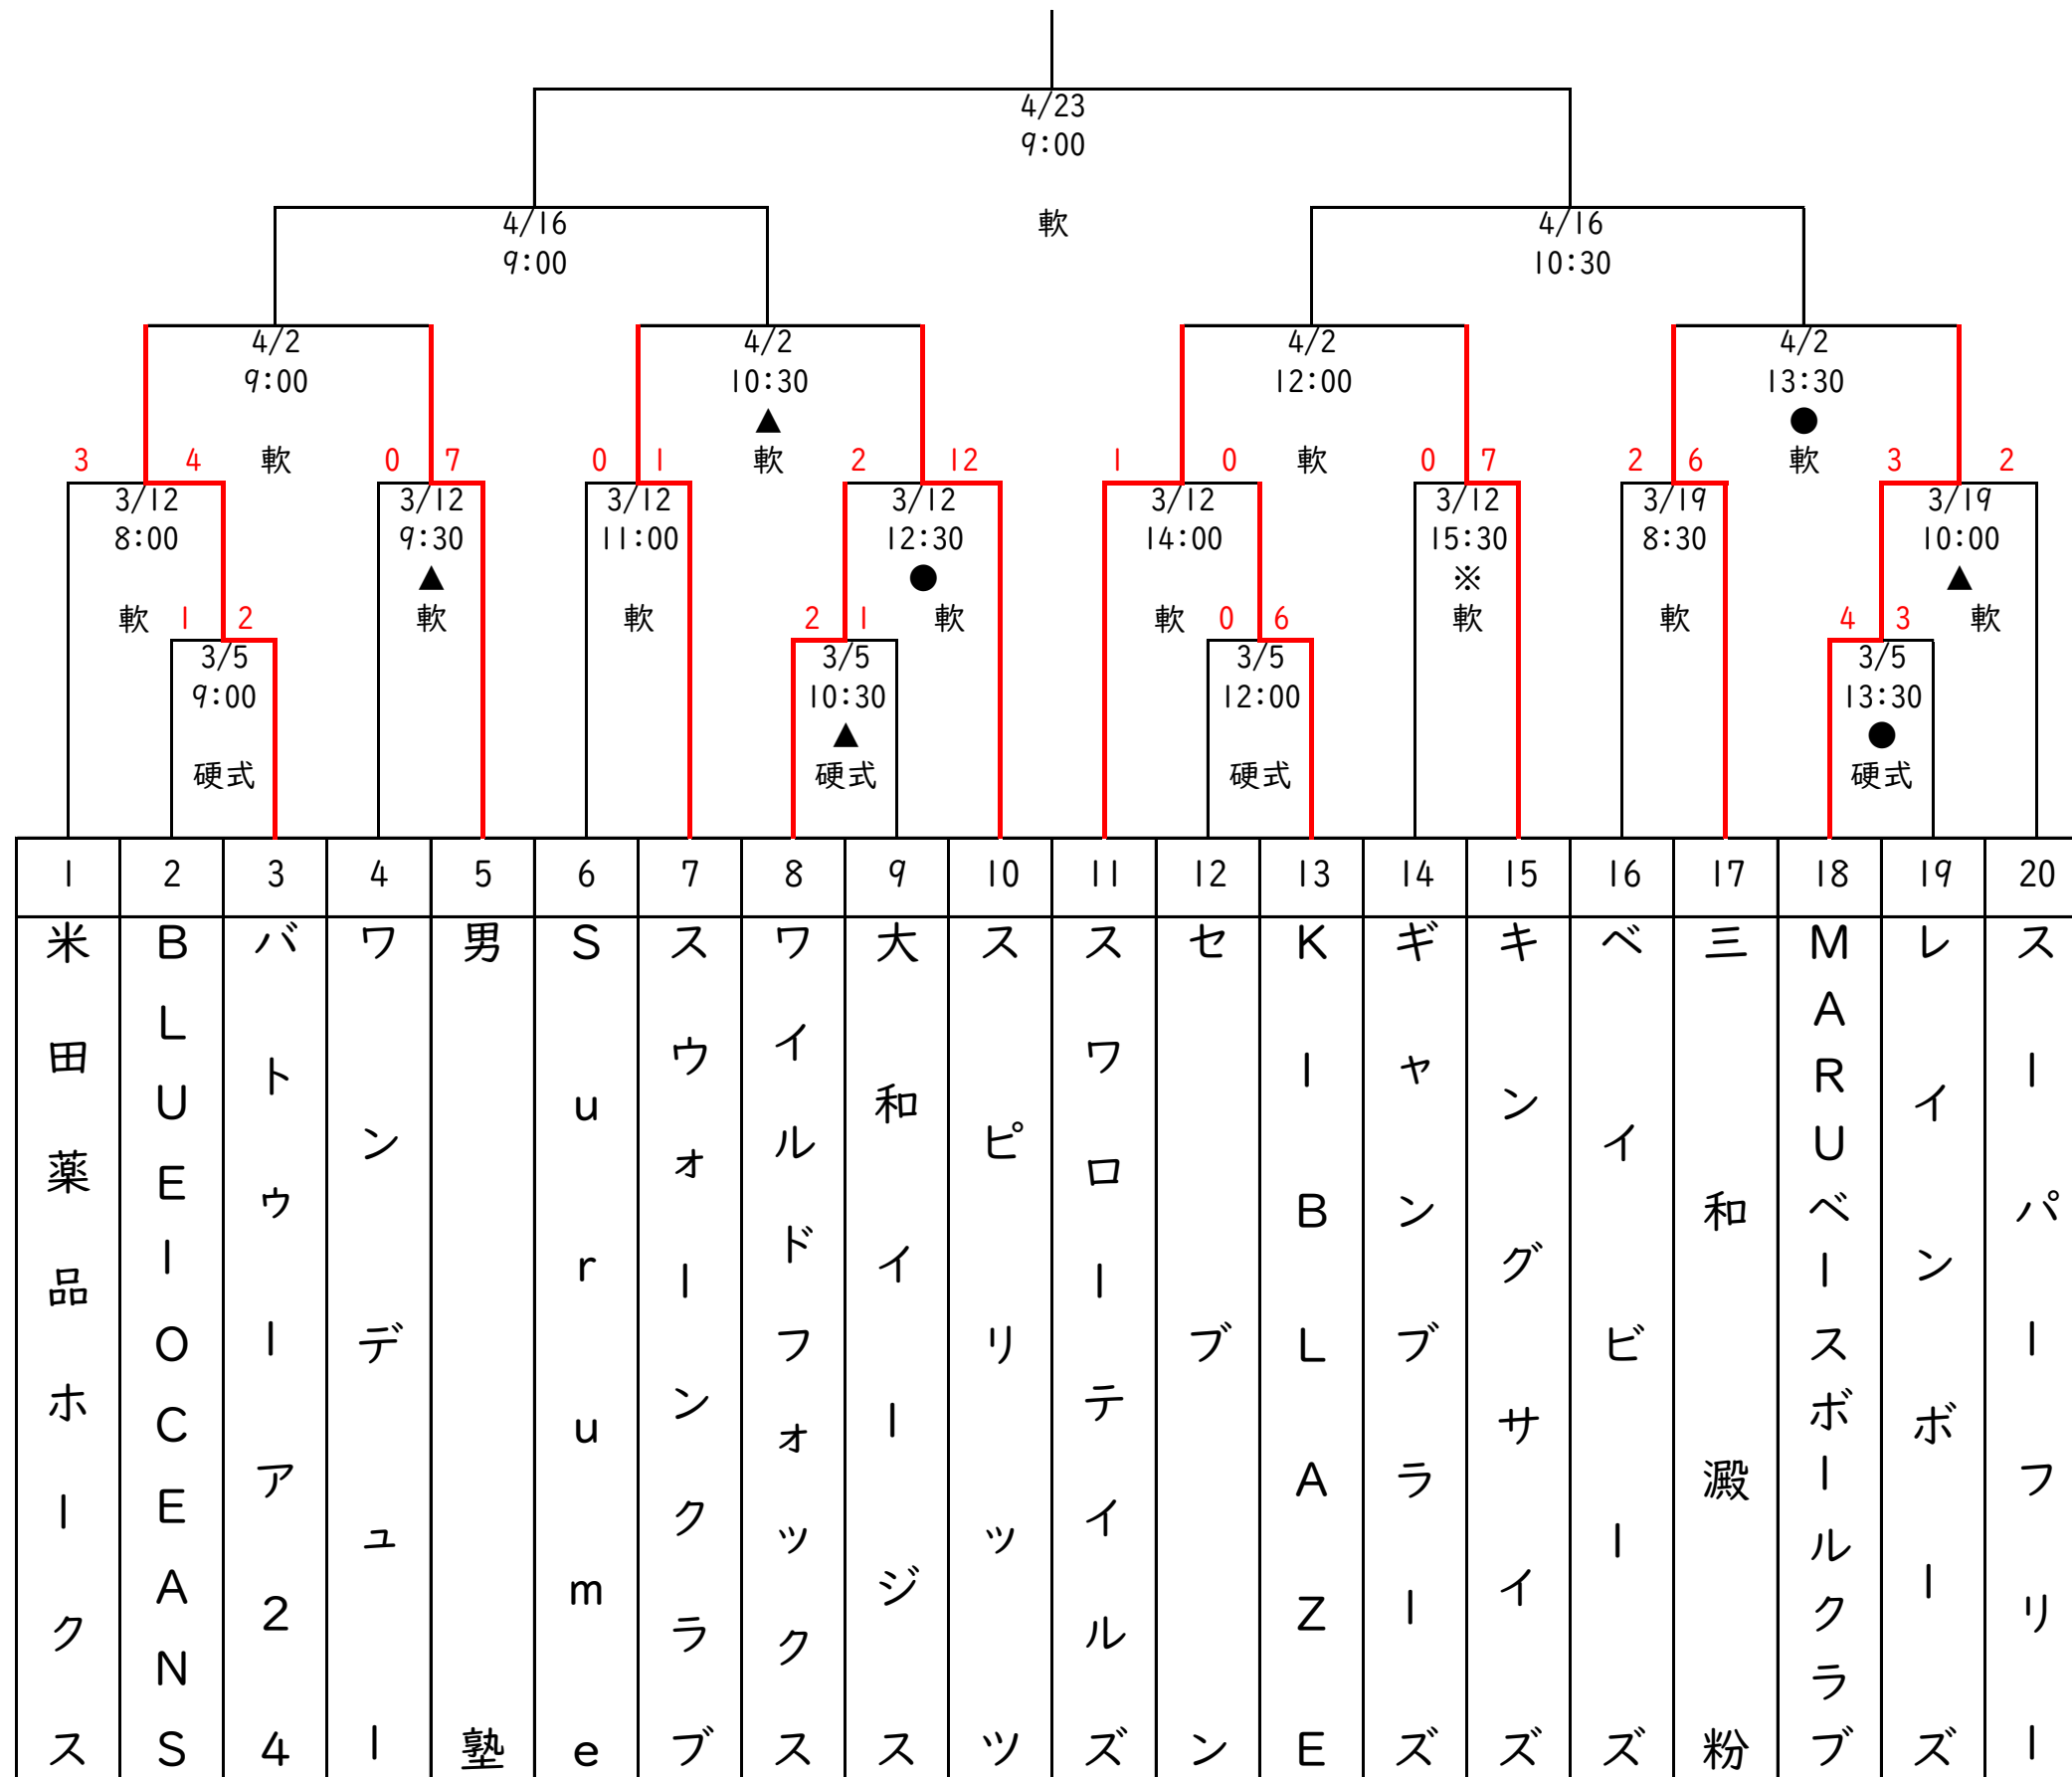 4/23
9:00
軟
4/16
9:00
4/16
10:30
4/2
9:00
軟
4/2
10:30
▲
軟
4/2
12:00
軟
4/2
13:30
●
軟
3 4
0 7
0 1
2 12
1 0
0 7
2 6
3 2
3/12
8:00
軟
3/12
9:30
▲
軟
3/12
11:00
軟
3/12
12:30
●
軟
3/12
14:00
軟
3/12
15:30
※
軟
3/19
8:30
軟
3/19
10:00
▲
軟
1 2
2 1
0 6
4 3
3/5
9:00
硬式
3/5
10:30
▲
硬式
3/5
12:00
硬式
3/5
13:30
●
硬式
1 2 3 4 5 6 7 8 9 10 11 12 13 14 15 16 17 18 19 20
米田薬品ホークス
BLUEIOCEANS
バトゥーア24
ワンデュー
男塾
Surume
スウォーンクラブ
ワイルドフォックス
大和イージス
スピリッツ
スワローテイルズ
セブン
KIBLAZE
ギャンブラーズ
キングサイズ
ベイビーズ
三和澱粉
MARUベースボールクラブ
レインボーズ
スーパーフリー